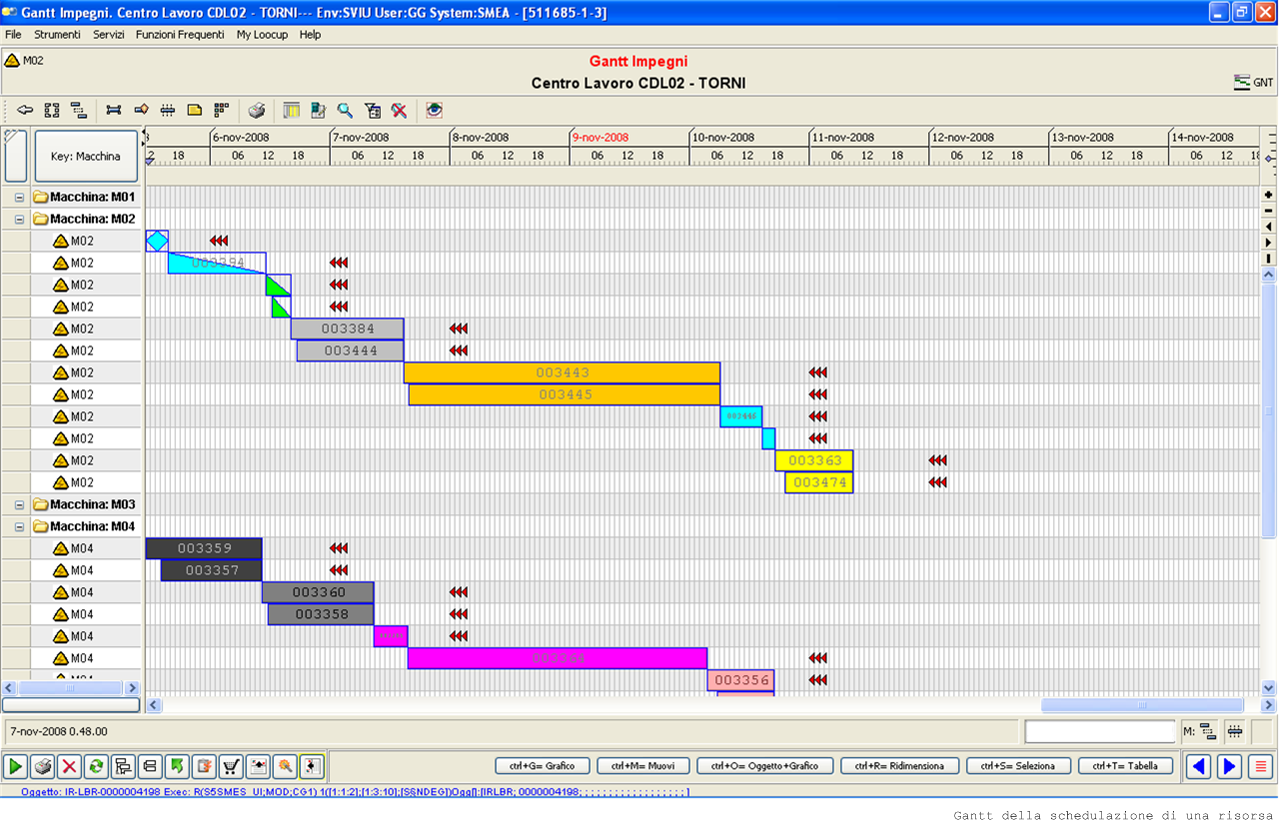 Gantt Impegni. Centro Lavoro CDL02 - TORNI--- Env:SVIU User:GG System:SMEA - [511685-1-3]
File Strumenti Servizi Funzioni Frequenti My Loocup Help
M02
Gantt Impegni
Centro Lavoro CDL02 - TORNI
GNT
Key: Macchina
6-nov-2008 7-nov-2008 8-nov-2008 9-nov-2008 10-nov-2008 11-nov-2008 12-nov-2008 13-nov-2008 14-nov-2008
2 18 06 12 18 06 12 18 06 12 18 06 12 18 06 12 18 06 12 18 06 12 18 06 12 18 06 12
Macchina: M01
Macchina: M02
M02
M02 003394
M02
M02
M02 003384
M02 003444
M02 003443
M02 003445
M02 003446
M02
M02 003363
M02 003474
Macchina: M03
Macchina: M04
M04 003359
M04 003357
M04 003360
M04 003358
M04
M04 003364
M04 003356
7-nov-2008 0.48.00
M:
ctrl+G= Grafico ctrl+M= Muovi ctrl+O= Oggetto+Grafico ctrl+R= Ridimensiona ctrl+S= Seleziona ctrl+T= Tabella
Oggetto: IR-LBR-0000004198 Exec: R(S5SMES_UI;MOD;CG1) 1([1:1:2];[1:3:10];[S&NDEG])Ogg[]:[IRLBR; 0000004198; ; ; ; ; ; ; ; ; ; ; ; ; ; ; ; ]
Gantt della schedulazione di una risorsa